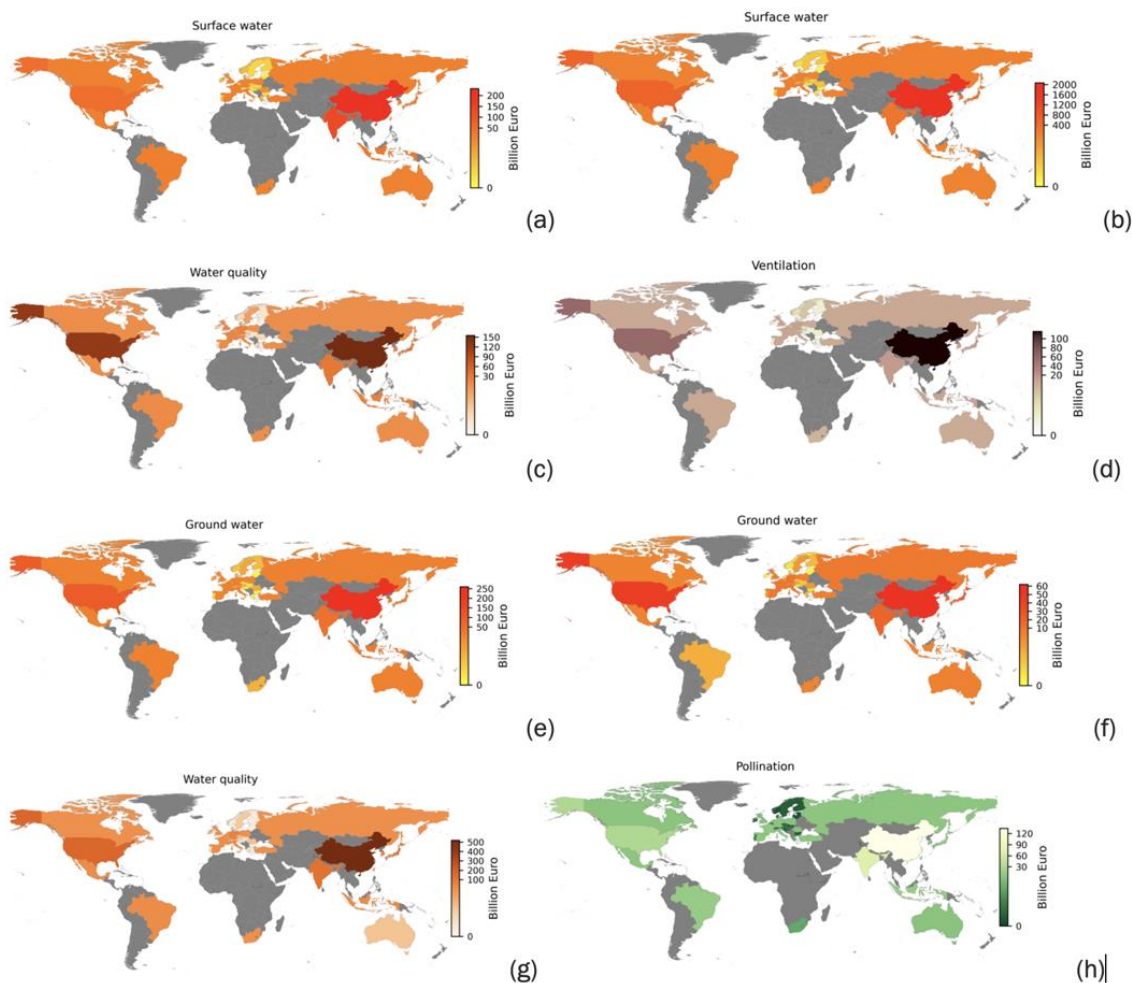 Surface water
200
150
100
50
0
Billion Euro
(a)
Surface water
2000
1600
1200
800
400
0
Billion Euro
(b)
Water quality
150
120
90
60
30
0
Billion Euro
(c)
Ventilation
100
80
60
40
20
0
Billion Euro
(d)
Ground water
250
200
150
100
50
0
Billion Euro
(e)
Ground water
60
50
40
30
20
10
0
Billion Euro
(f)
Water quality
500
400
300
200
100
0
Billion Euro
(g)
Pollination
120
90
60
30
0
Billion Euro
(h)